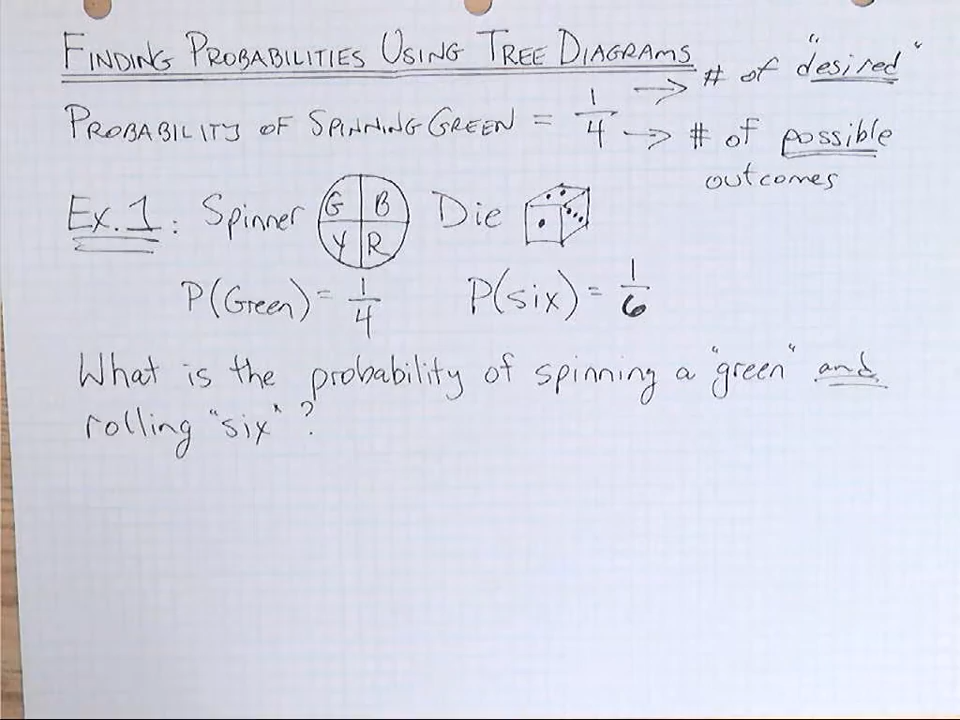 FINDING PROBABILITIES USING TREE DIAGRAMS
PROBABILITY OF SPINNING GREEN = 1/4 → # of "desired"
→ # of possible
outcomes
Ex. 1: Spinner G B Y R Die
P(Green) = 1/4 P(six) = 1/6
What is the probability of spinning a "green" and
rolling "six"?